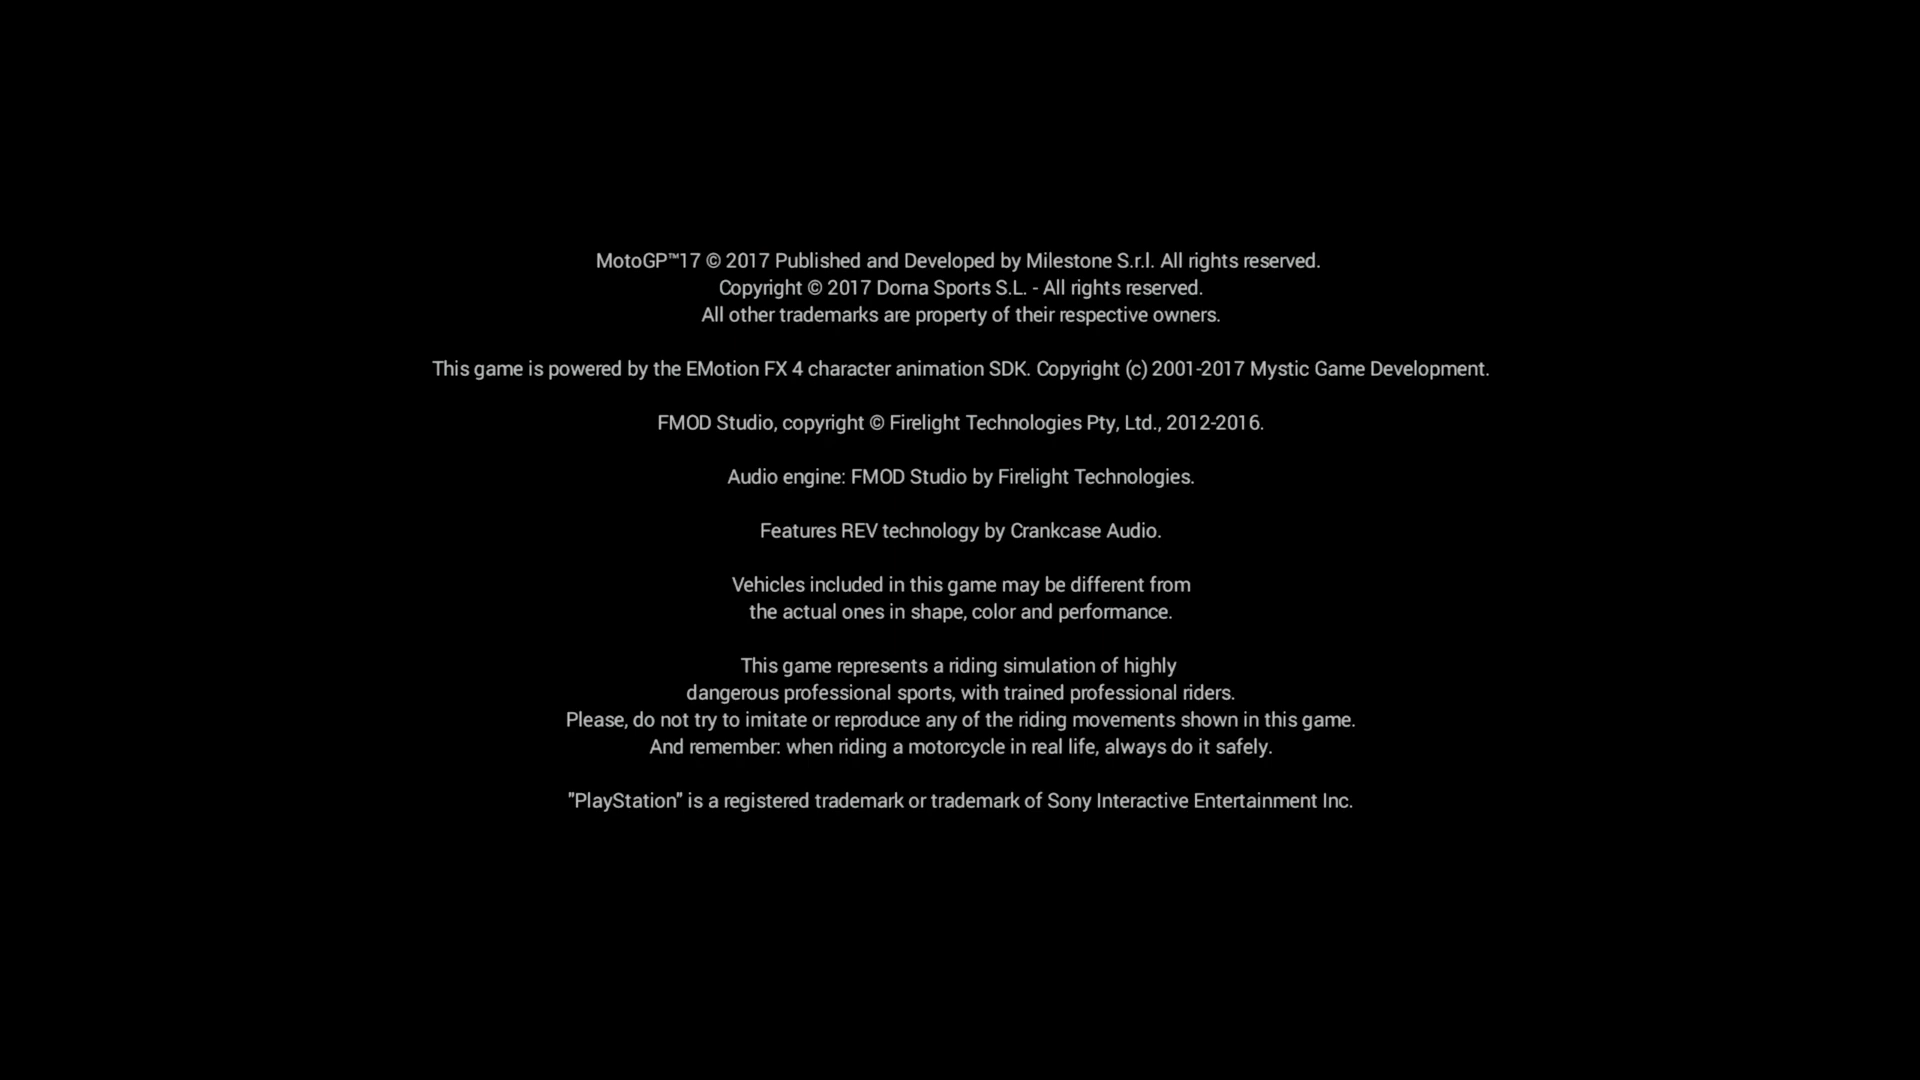 MotoGP™17 © 2017 Published and Developed by Milestone S.r.l. All rights reserved.
Copyright © 2017 Dorna Sports S.L. - All rights reserved.
All other trademarks are property of their respective owners.
This game is powered by the EMotion FX 4 character animation SDK. Copyright (c) 2001-2017 Mystic Game Development.
FMOD Studio, copyright © Firelight Technologies Pty, Ltd., 2012-2016.
Audio engine: FMOD Studio by Firelight Technologies.
Features REV technology by Crankcase Audio.
Vehicles included in this game may be different from
the actual ones in shape, color and performance.
This game represents a riding simulation of highly
dangerous professional sports, with trained professional riders.
Please, do not try to imitate or reproduce any of the riding movements shown in this game.
And remember: when riding a motorcycle in real life, always do it safely.
"PlayStation" is a registered trademark or trademark of Sony Interactive Entertainment Inc.